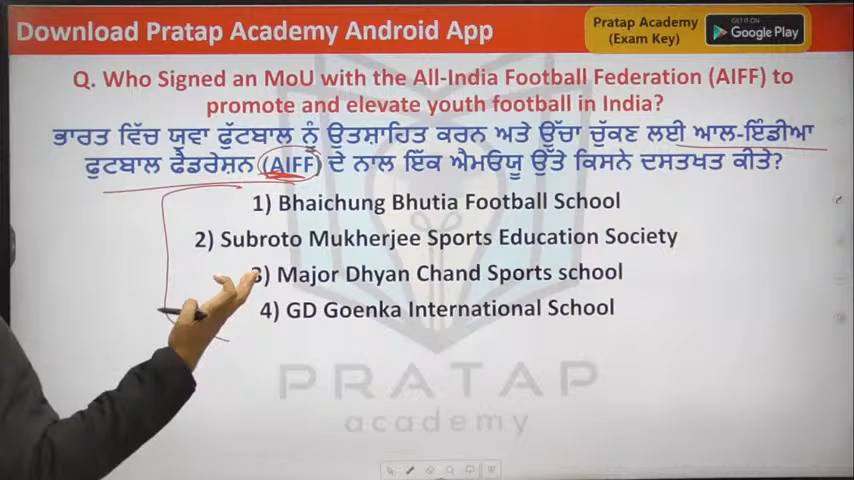 Download Pratap Academy Android App
Pratap Academy
(Exam Key)
GET IT ON
Google Play
Q. Who Signed an MoU with the All-India Football Federation (AIFF) to
promote and elevate youth football in India?
ਭਾਰਤ ਵਿੱਚ ਯੁਵਾ ਫੁੱਟਬਾਲ ਨੂੰ ਉਤਸ਼ਾਹਿਤ ਕਰਨ ਅਤੇ ਉੱਚਾ ਚੁੱਕਣ ਲਈ ਆਲ-ਇੰਡੀਆ
ਫੁਟਬਾਲ ਫੈਡਰੇਸ਼ਨ (AIFF) ਦੇ ਨਾਲ ਇੱਕ ਐਮਓਯੂ ਉੱਤੇ ਕਿਸਨੇ ਦਸਤਖਤ ਕੀਤੇ?
1) Bhaichung Bhutia Football School
2) Subroto Mukherjee Sports Education Society
3) Major Dhyan Chand Sports school
4) GD Goenka International School
PRATAP
academy